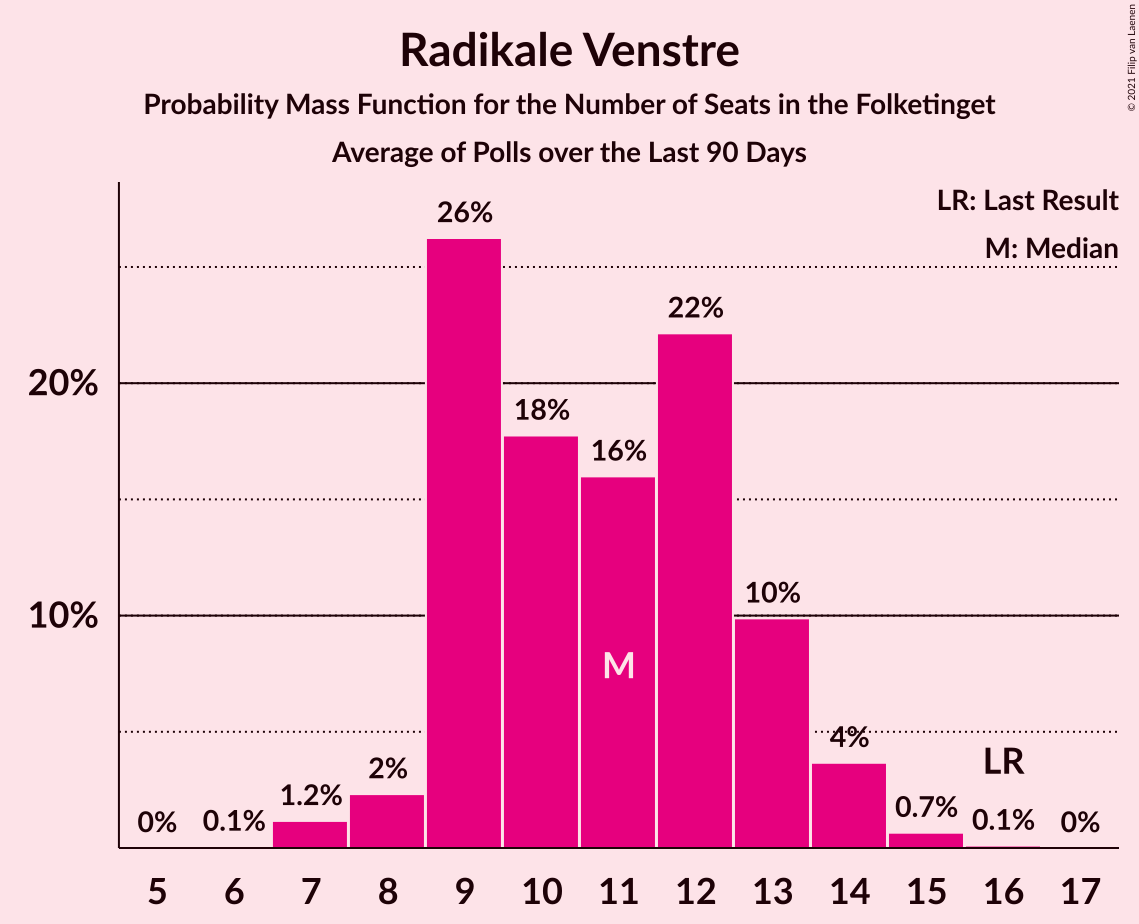 Radikale Venstre
Probability Mass Function for the Number of Seats in the Folketinget
Average of Polls over the Last 90 Days
© 2021 Filip van Laenen
LR: Last Result
M: Median
26%
22%
20%
18%
16%
10%
10%
M
4%
LR
2%
1.2%
0.7%
0%
0.1%
0.1%
0%
5 6 7 8 9 10 11 12 13 14 15 16 17